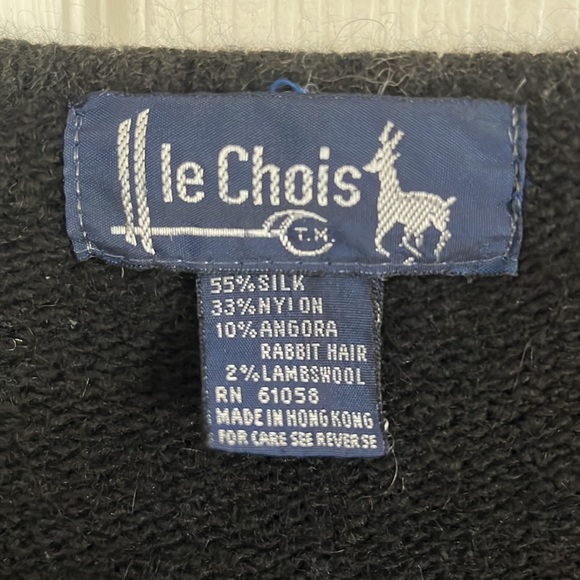 le Chois
T.M.
55% SILK
33% NYLON
10% ANGORA
RABBIT HAIR
2% LAMBSWOOL
RN 61058
MADE IN HONG KONG
FOR CARE SEE REVERSE